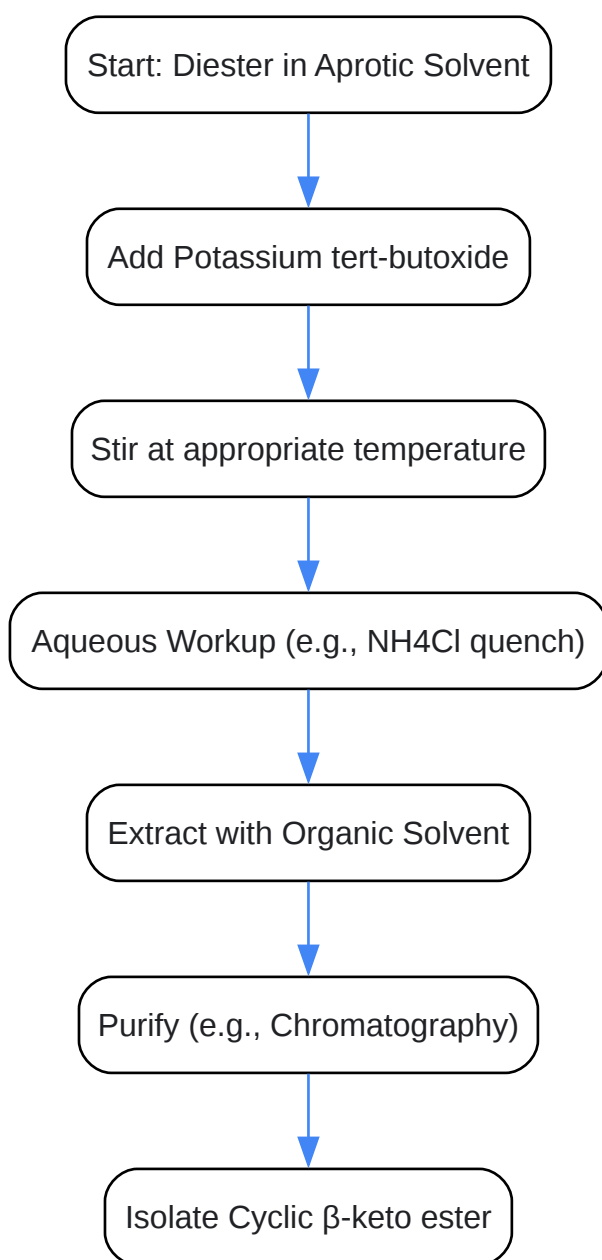 Start: Diester in Aprotic Solvent
Add Potassium tert-butoxide
Stir at appropriate temperature
Aqueous Workup (e.g., NH4Cl quench)
Extract with Organic Solvent
Purify (e.g., Chromatography)
Isolate Cyclic β-keto ester